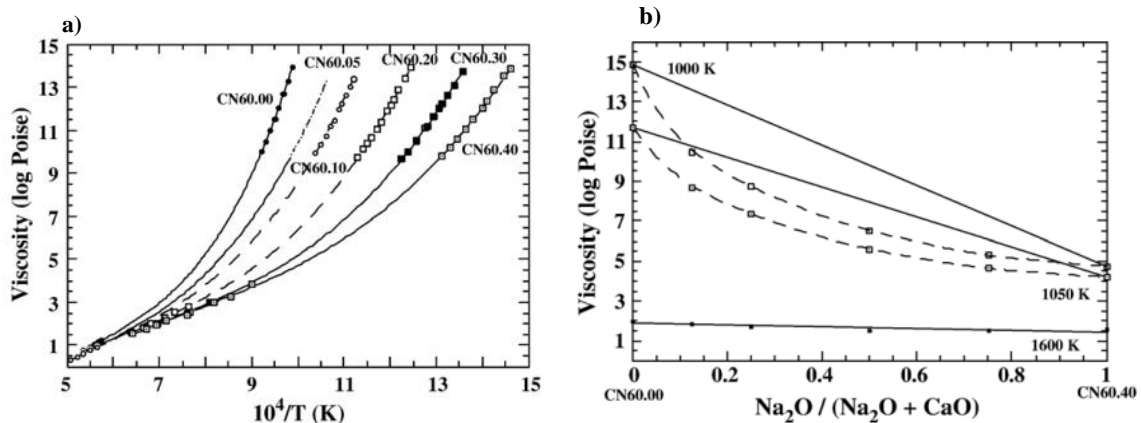 a)
15
13
11
9
7
5
3
1
Viscosity (log Poise)
CN60.00
CN60.05
CN60.10
CN60.20
CN60.30
CN60.40
5 7 9 11 13 15
10⁴/T (K)
b)
15
13
11
9
7
5
3
1
Viscosity (log Poise)
1000 K
1050 K
1600 K
0 0.2 0.4 0.6 0.8 1
CN60.00 CN60.40
Na₂O / (Na₂O + CaO)